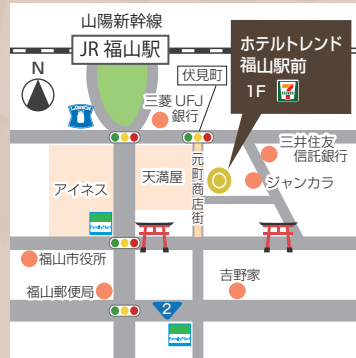 山陽新幹線
JR 福山駅
N
伏見町
ホテルトレンド
福山駅前
1F
LAWSON
三菱 UFJ
銀行
三井住友
信託銀行
アイネス
天満屋
元町商店街
ジャンカラ
FamilyMart
福山市役所
福山郵便局
吉野家
2
FamilyMart